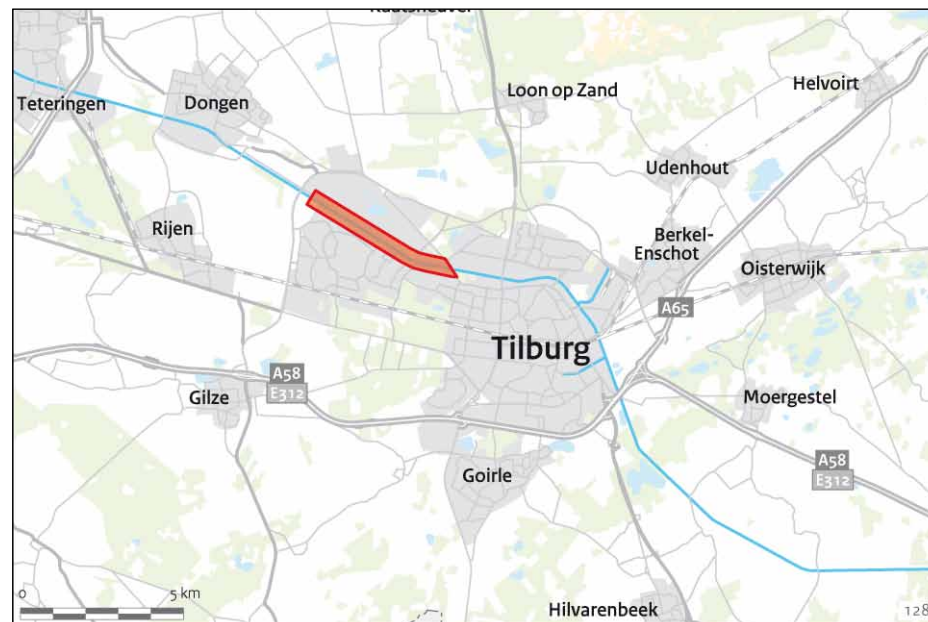 Teteringen
Dongen
Loon op Zand
Helvoirt
Udenhout
Rijen
Berkel-
Enschot
Oisterwijk
A65
Tilburg
A58
E312
Gilze
Moergestel
A58
E312
Goirle
0
5 km
Hilvarenbeek
128